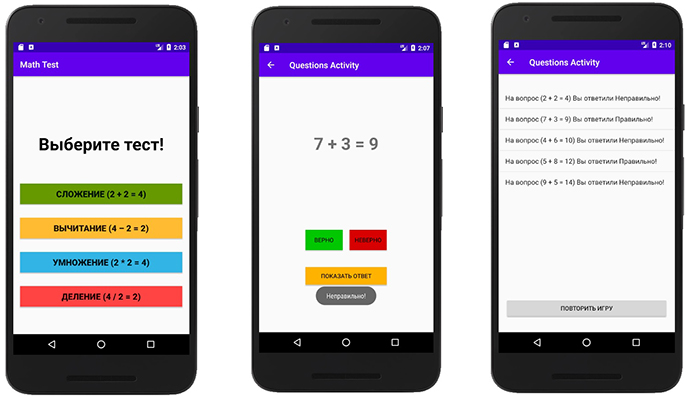 2:03
Math Test
Выберите тест!
СЛОЖЕНИЕ (2 + 2 = 4)
ВЫЧИТАНИЕ (4 – 2 = 2)
УМНОЖЕНИЕ (2 * 2 = 4)
ДЕЛЕНИЕ (4 / 2 = 2)
2:07
Questions Activity
7 + 3 = 9
ВЕРНО
НЕВЕРНО
ПОКАЗАТЬ ОТВЕТ
Неправильно!
2:10
Questions Activity
На вопрос (2 + 2 = 4) Вы ответили Неправильно!
На вопрос (7 + 3 = 9) Вы ответили Правильно!
На вопрос (4 + 6 = 10) Вы ответили Неправильно!
На вопрос (5 + 8 = 12) Вы ответили Правильно!
На вопрос (9 + 5 = 14) Вы ответили Неправильно!
ПОВТОРИТЬ ИГРУ